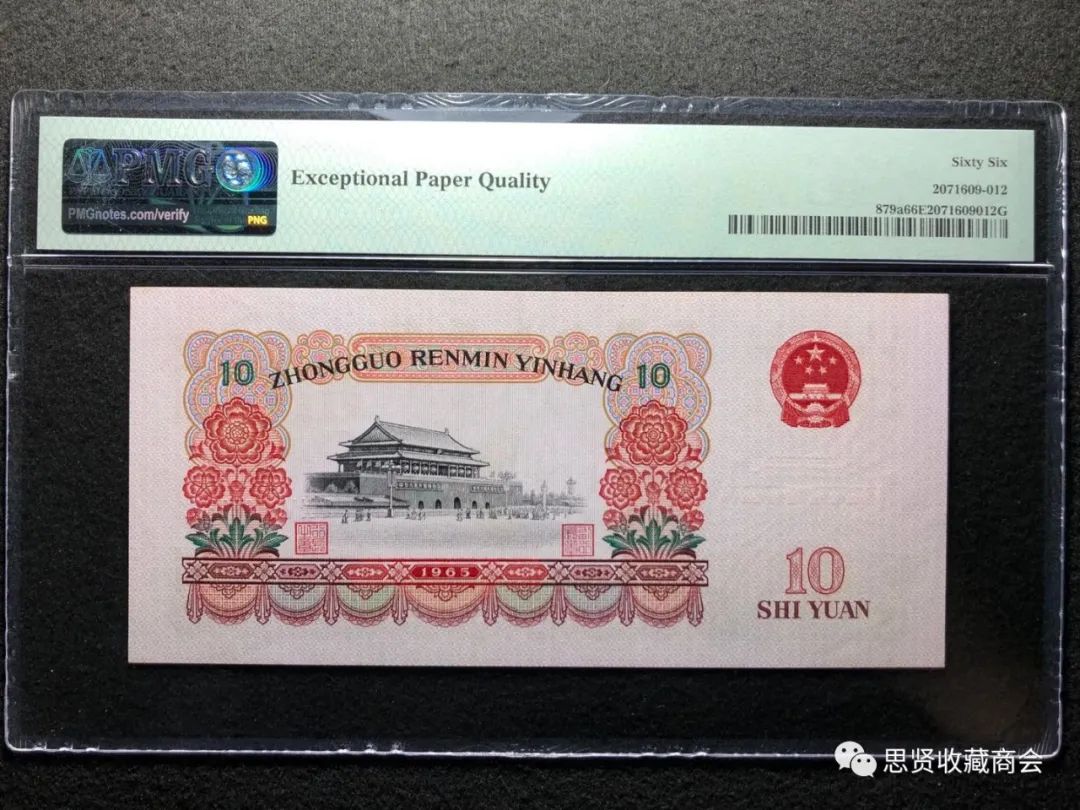 PMG
PMGnotes.com/verify
PNG
Exceptional Paper Quality
Sixty Six
2071609-012
879a66E2071609012G
10 ZHONGGUO RENMIN YINHANG 10
1965
10
SHI YUAN
思贤收藏商会